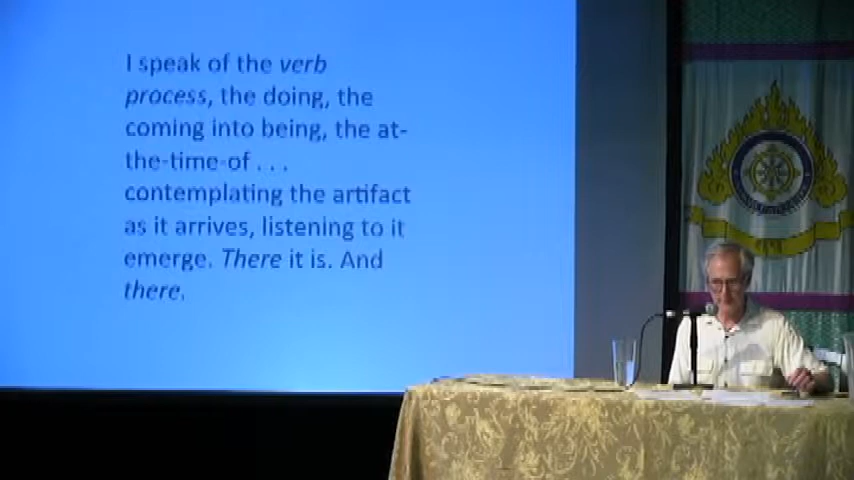 I speak of the verb
process, the doing, the
coming into being, the at-
the-time-of . . .
contemplating the artifact
as it arrives, listening to it
emerge. There it is. And
there.